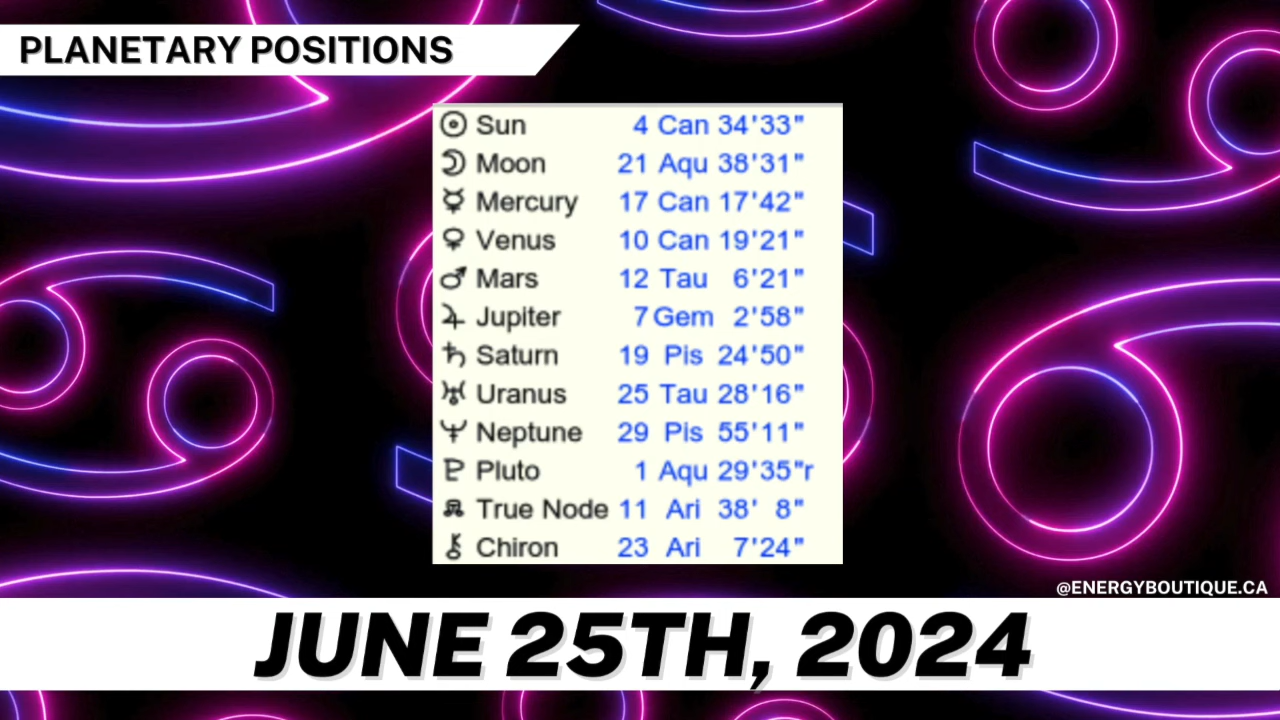 PLANETARY POSITIONS
Sun 4 Can 34'33"
Moon 21 Aqu 38'31"
Mercury 17 Can 17'42"
Venus 10 Can 19'21"
Mars 12 Tau 6'21"
Jupiter 7 Gem 2'58"
Saturn 19 Pis 24'50"
Uranus 25 Tau 28'16"
Neptune 29 Pis 55'11"
Pluto 1 Aqu 29'35"r
True Node 11 Ari 38' 8"
Chiron 23 Ari 7'24"
@ENERGYBOUTIQUE.CA
JUNE 25TH, 2024